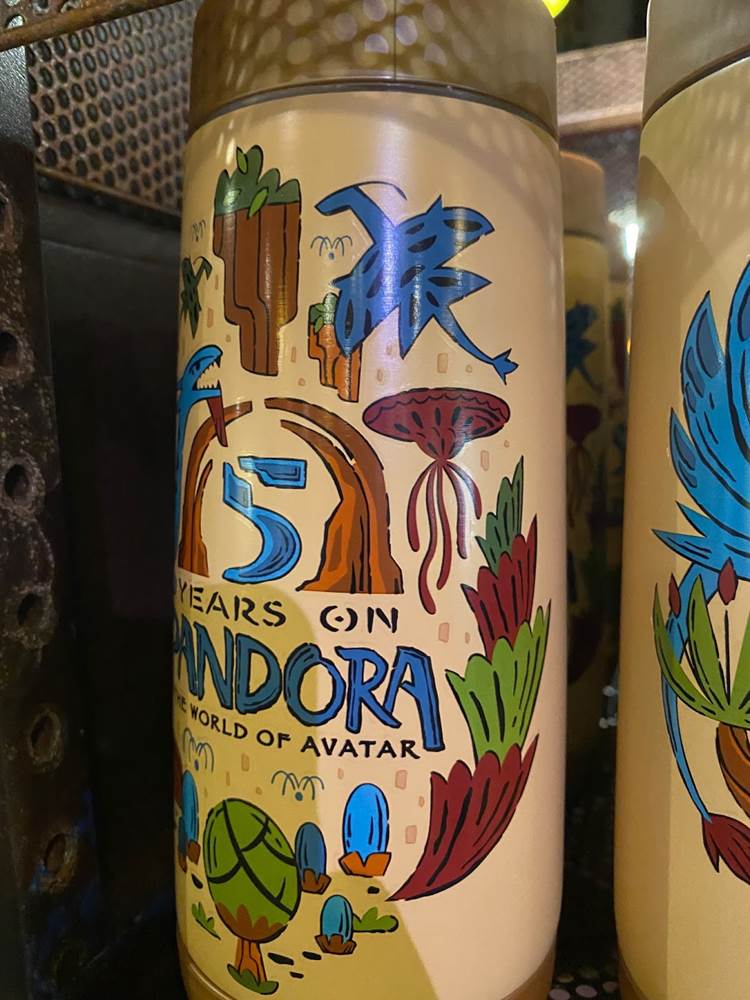 5
YEARS ON
PANDORA
THE WORLD OF AVATAR